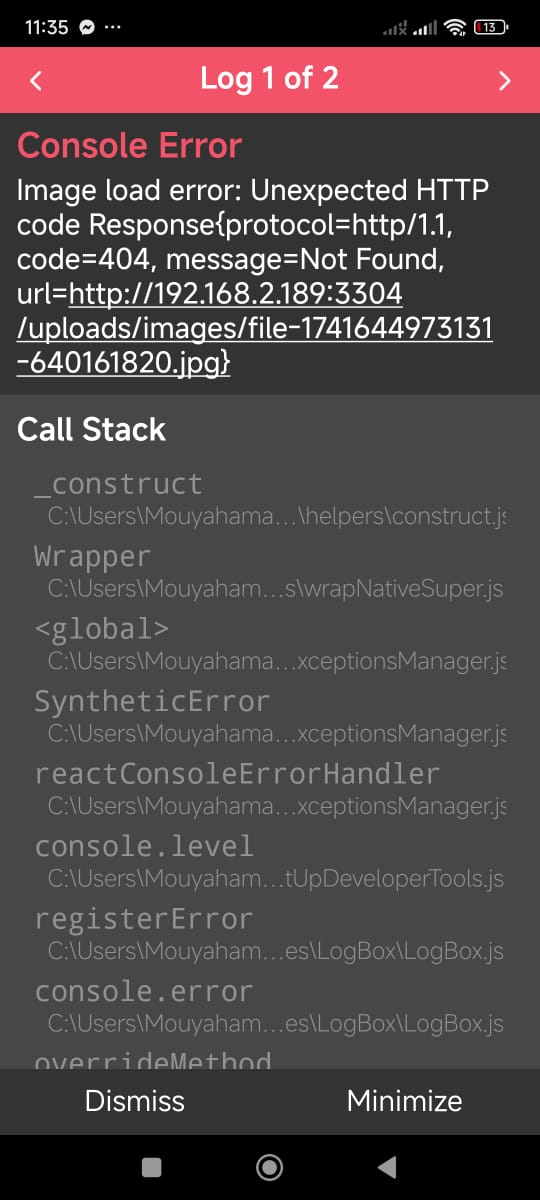 11:35 ...
13
Log 1 of 2
Console Error
Image load error: Unexpected HTTP
code Response{protocol=http/1.1,
code=404, message=Not Found,
url=http://192.168.2.189:3304
/uploads/images/file-1741644973131
-640161820.jpg}
Call Stack
_construct
C:\Users\Mouyahama...\helpers\construct.js
Wrapper
C:\Users\Mouyaham...s\wrapNativeSuper.js
<global>
C:\Users\Mouyahama...xceptionsManager.js
SyntheticError
C:\Users\Mouyahama...xceptionsManager.js
reactConsoleErrorHandler
C:\Users\Mouyahama...xceptionsManager.js
console.level
C:\Users\Mouyaham...tUpDeveloperTools.js
registerError
C:\Users\Mouyaham...es\LogBox\LogBox.js
console.error
C:\Users\Mouyaham...es\LogBox\LogBox.js
overrideMethod
Dismiss Minimize